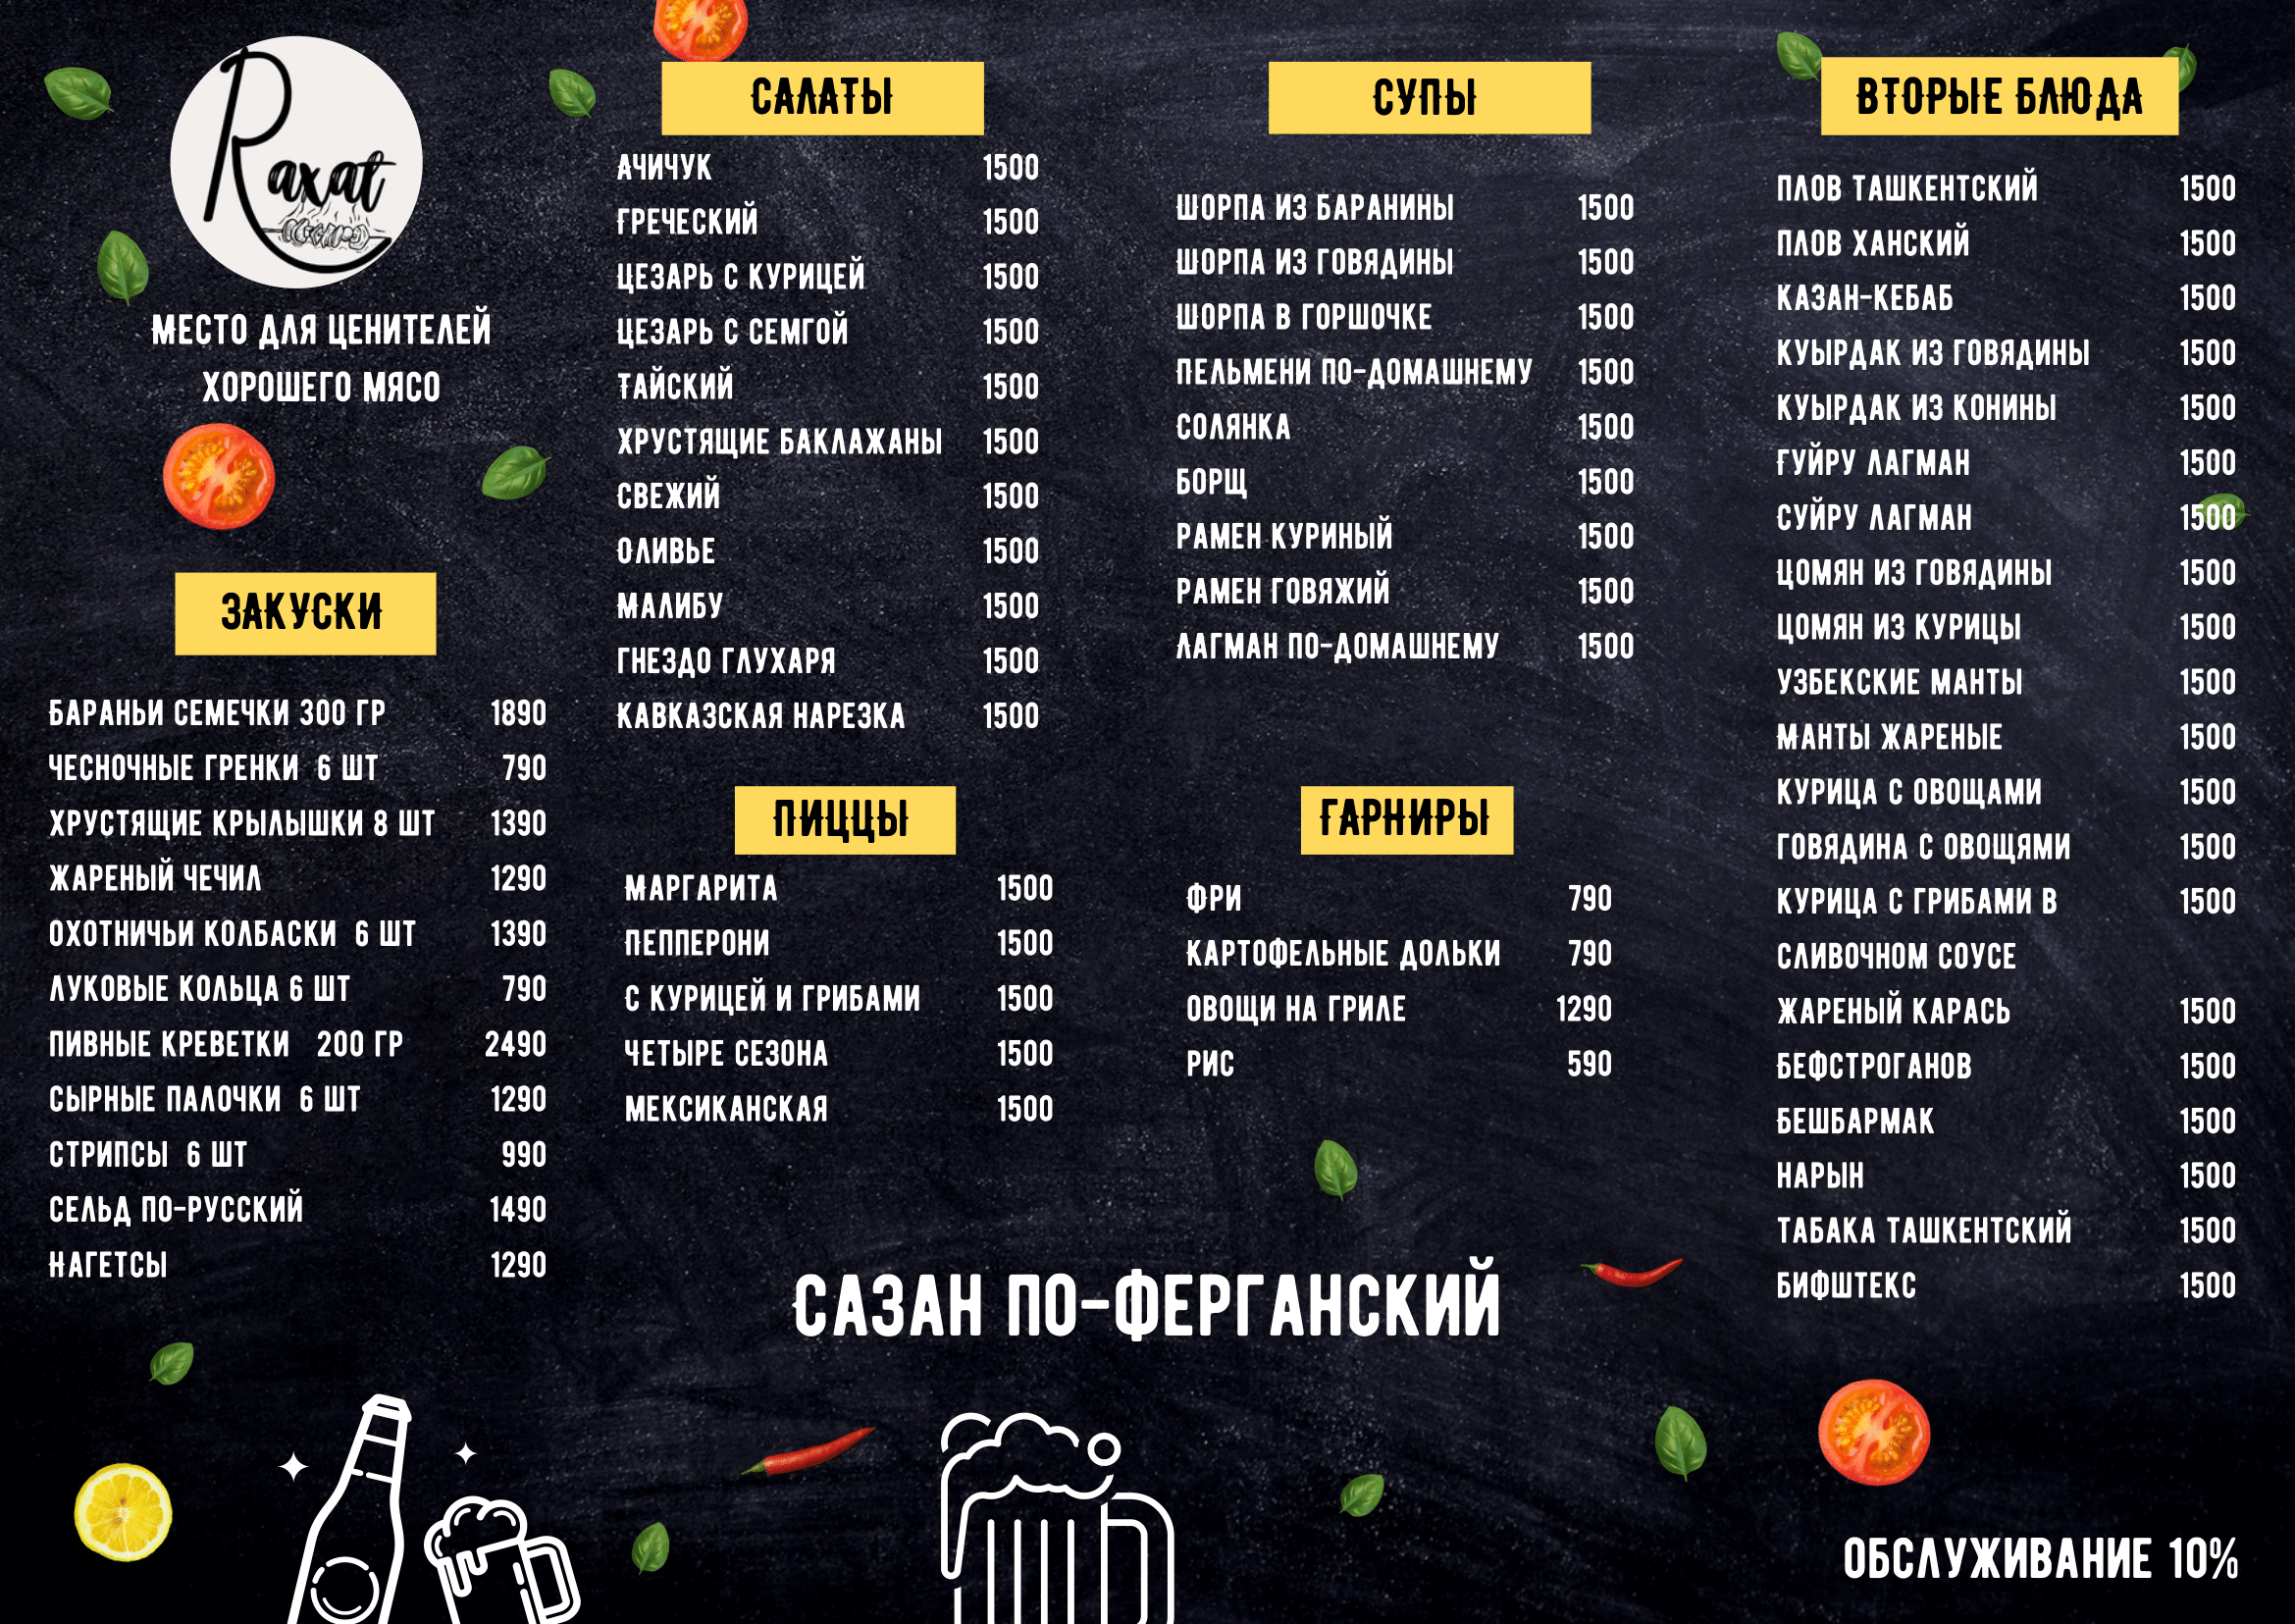 Raxat
МЕСТО ДЛЯ ЦЕНИТЕЛЕЙ
ХОРОШЕГО МЯСО
ЗАКУСКИ
БАРАНЬИ СЕМЕЧКИ 300 ГР 1890
ЧЕСНОЧНЫЕ ГРЕНКИ 6 ШТ 790
ХРУСТЯЩИЕ КРЫЛЫШКИ 8 ШТ 1390
ЖАРЕНЫЙ ЧЕЧИЛ 1290
ОХОТНИЧЬИ КОЛБАСКИ 6 ШТ 1390
ЛУКОВЫЕ КОЛЬЦА 6 ШТ 790
ПИВНЫЕ КРЕВЕТКИ 200 ГР 2490
СЫРНЫЕ ПАЛОЧКИ 6 ШТ 1290
СТРИПСЫ 6 ШТ 990
СЕЛЬД ПО-РУССКИЙ 1490
НАГЕТСЫ 1290
САЛАТЫ
АЧИЧУК 1500
ГРЕЧЕСКИЙ 1500
ЦЕЗАРЬ С КУРИЦЕЙ 1500
ЦЕЗАРЬ С СЕМГОЙ 1500
ТАЙСКИЙ 1500
ХРУСТЯЩИЕ БАКЛАЖАНЫ 1500
СВЕЖИЙ 1500
ОЛИВЬЕ 1500
МАЛИБУ 1500
ГНЕЗДО ГЛУХАРЯ 1500
КАВКАЗСКАЯ НАРЕЗКА 1500
ПИЦЦЫ
МАРГАРИТА 1500
ПЕППЕРОНИ 1500
С КУРИЦЕЙ И ГРИБАМИ 1500
ЧЕТЫРЕ СЕЗОНА 1500
МЕКСИКАНСКАЯ 1500
СУПЫ
ШОРПА ИЗ БАРАНИНЫ 1500
ШОРПА ИЗ ГОВЯДИНЫ 1500
ШОРПА В ГОРШОЧКЕ 1500
ПЕЛЬМЕНИ ПО-ДОМАШНЕМУ 1500
СОЛЯНКА 1500
БОРЩ 1500
РАМЕН КУРИНЫЙ 1500
РАМЕН ГОВЯЖИЙ 1500
ЛАГМАН ПО-ДОМАШНЕМУ 1500
ГАРНИРЫ
ФРИ 790
КАРТОФЕЛЬНЫЕ ДОЛЬКИ 790
ОВОЩИ НА ГРИЛЕ 1290
РИС 590
САЗАН ПО-ФЕРГАНСКИЙ
ВТОРЫЕ БЛЮДА
ПЛОВ ТАШКЕНТСКИЙ 1500
ПЛОВ ХАНСКИЙ 1500
КАЗАН-КЕБАБ 1500
КУЫРДАК ИЗ ГОВЯДИНЫ 1500
КУЫРДАК ИЗ КОНИНЫ 1500
ГУЙРУ ЛАГМАН 1500
СУЙРУ ЛАГМАН 1500
ЦОМЯН ИЗ ГОВЯДИНЫ 1500
ЦОМЯН ИЗ КУРИЦЫ 1500
УЗБЕКСКИЕ МАНТЫ 1500
МАНТЫ ЖАРЕНЫЕ 1500
КУРИЦА С ОВОЩАМИ 1500
ГОВЯДИНА С ОВОЩЯМИ 1500
КУРИЦА С ГРИБАМИ В 1500
СЛИВОЧНОМ СОУСЕ
ЖАРЕНЫЙ КАРАСЬ 1500
БЕФСТРОГАНОВ 1500
БЕШБАРМАК 1500
НАРЫН 1500
ТАБАКА ТАШКЕНТСКИЙ 1500
БИФШТЕКС 1500
ОБСЛУЖИВАНИЕ 10%